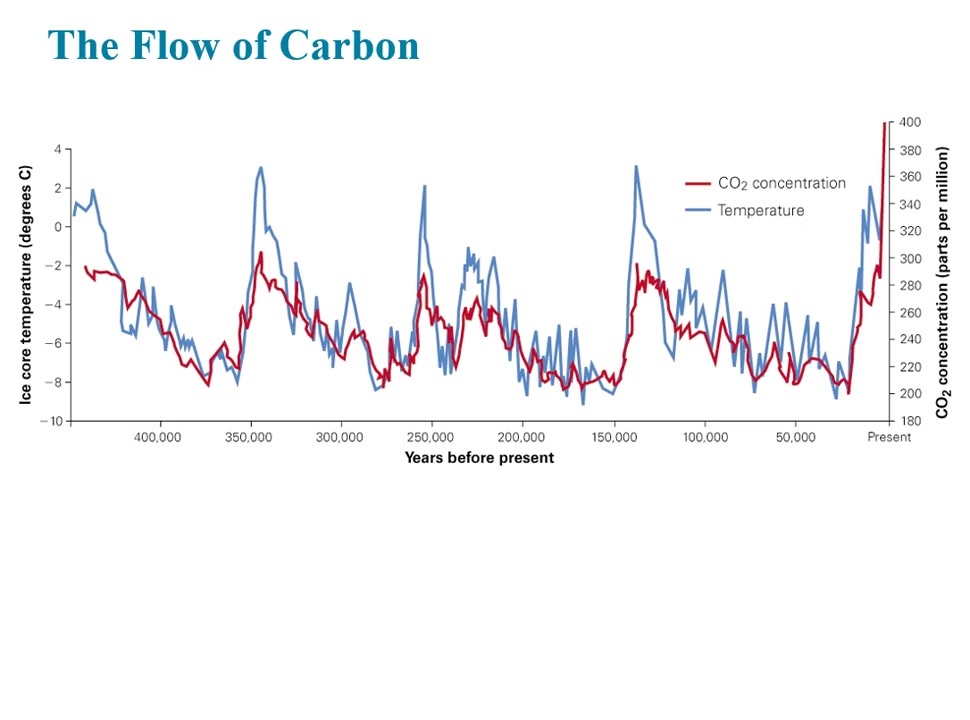 The Flow of Carbon
Ice core temperature (degrees C)
4
2
0
−2
−4
−6
−8
−10
CO2 concentration
Temperature
400
380
360
340
320
300
280
260
240
220
200
180
CO2 concentration (parts per million)
400,000 350,000 300,000 250,000 200,000 150,000 100,000 50,000 Present
Years before present